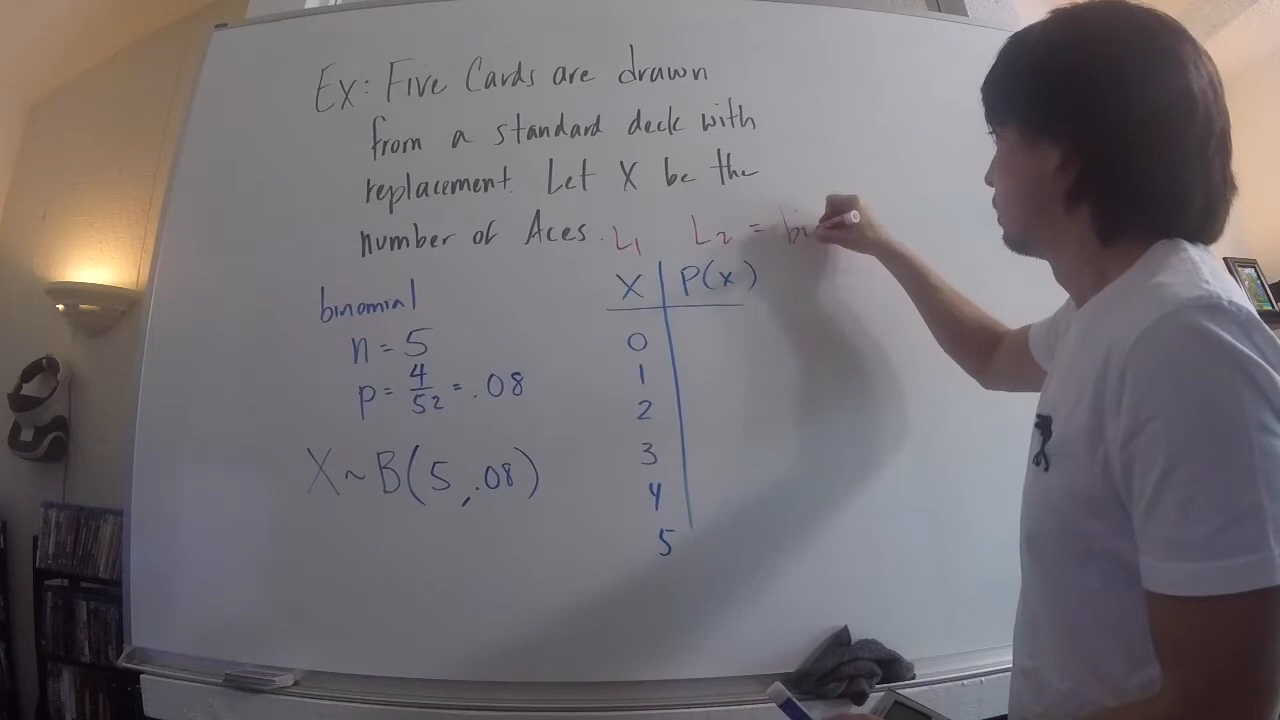 Ex: Five Cards are drawn
from a standard deck with
replacement. Let X be the
number of Aces.
L1 L2 =
X P(x)
0
1
2
3
4
5
binomial
n = 5
p = 4/52 = .08
X ~ B(5, .08)